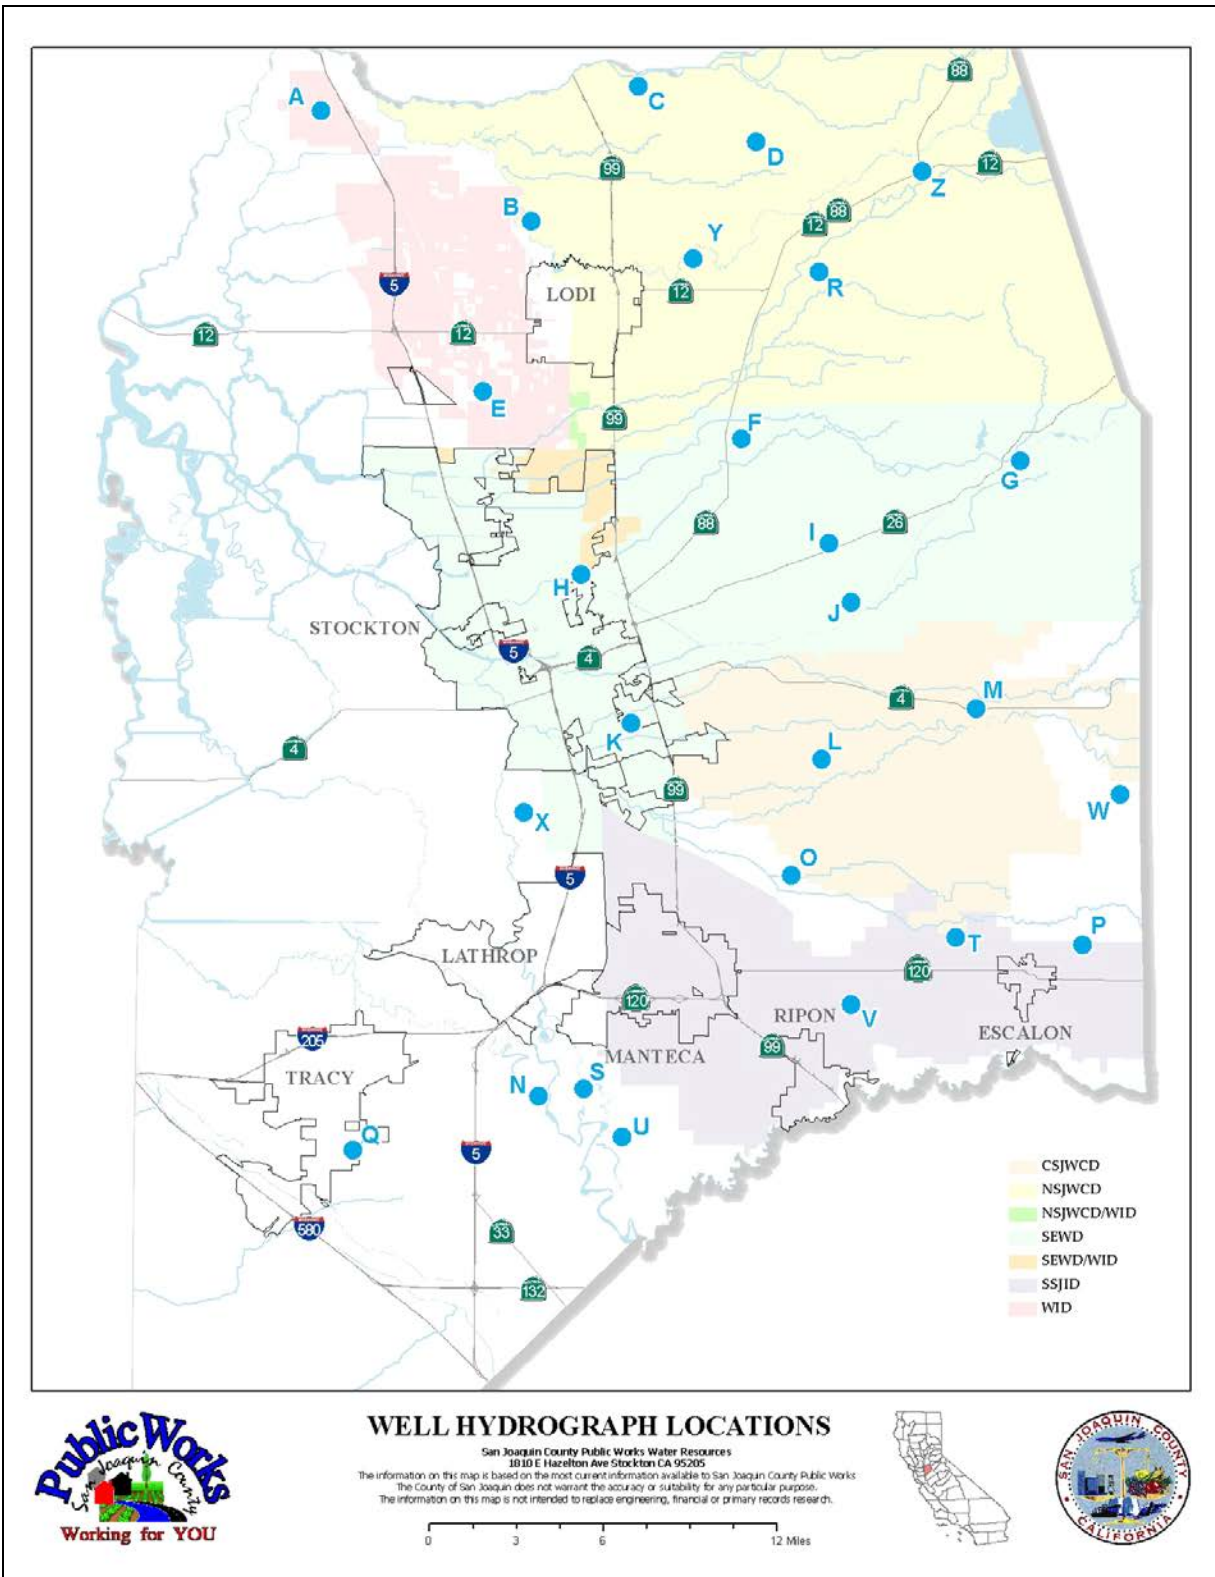 88
A
C
D
99
12
Z
B
88
12
Y
R
5
12
LODI
12
12
E
99
F
G
88
26
I
H
J
STOCKTON
5
4
M
4
K
L
4
99
W
X
O
5
P
T
LATHROP
120
120
RIPON
V
ESCALON
205
MANTECA
99
TRACY
N
S
Q
U
5
580
33
132
CSJWCD
NSJWCD
NSJWCD/WID
SEWD
SEWD/WID
SSJID
WID
Public Works
San Joaquin County
Working for YOU
WELL HYDROGRAPH LOCATIONS
San Joaquin County Public Works Water Resources
1810 E Hazelton Ave Stockton CA 95205
The information on this map is based on the most current information available to San Joaquin County Public Works
The County of San Joaquin does not warrant the accuracy or suitability for any particular purpose.
The information on this map is not intended to replace engineering, financial or primary records research.
0 3 6 12 Miles
SAN JOAQUIN COUNTY
CALIFORNIA